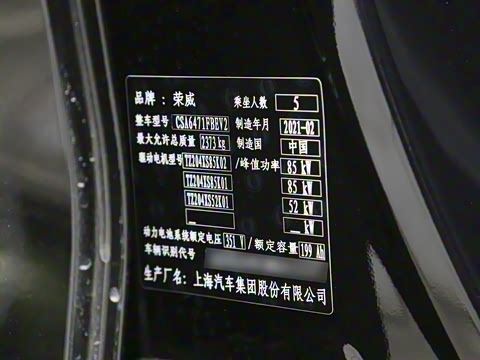 品牌：荣威 乘坐人数 5
整车型号 CSA6471FBEV2 制造年月 2021-02
最大允许总质量 2373 kg 制造国 中国
驱动电机型号 TZ204XS85K02 /峰值功率 85 kW
TZ204XS85K01 85 kW
TZ204XS52K01 52 kW
— — kW
动力电池系统额定电压 351 V /额定容量 199 Ah
车辆识别代号
生产厂名：上海汽车集团股份有限公司